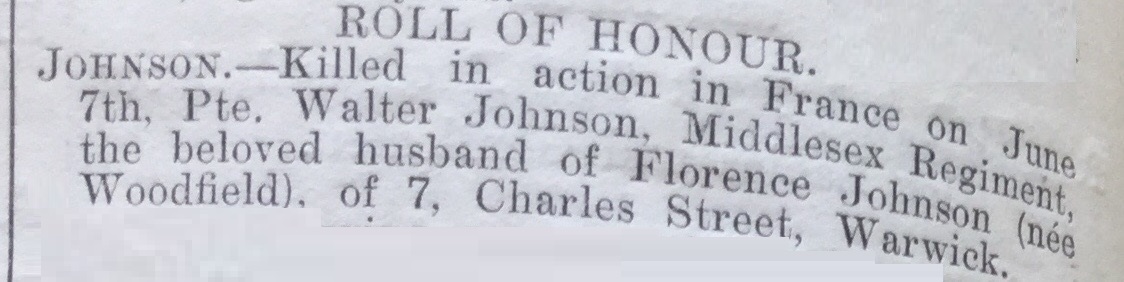 ROLL OF HONOUR.
JOHNSON.—Killed in action in France on June
7th, Pte. Walter Johnson, Middlesex Regiment,
the beloved husband of Florence Johnson (née
Woodfield), of 7, Charles Street, Warwick.